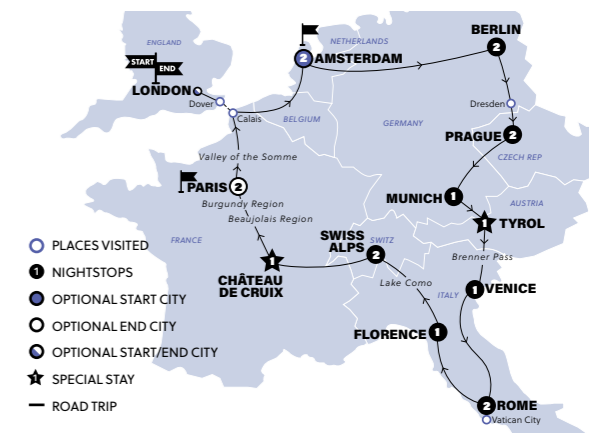 ENGLAND
START
END
LONDON
Dover
Calais
NETHERLANDS
2
AMSTERDAM
BELGIUM
BERLIN
2
GERMANY
Dresden
PRAGUE
2
CZECH REP
Valley of the Somme
PARIS
2
Burgundy Region
Beaujolais Region
FRANCE
MUNICH
1
AUSTRIA
1
TYROL
Brenner Pass
SWISS
ALPS
SWITZ
2
1
CHÂTEAU
DE CRUIX
Lake Como
ITALY
1
VENICE
FLORENCE
1
2
ROME
Vatican City
PLACES VISITED
1 NIGHTSTOPS
OPTIONAL START CITY
OPTIONAL END CITY
OPTIONAL START/END CITY
1 SPECIAL STAY
ROAD TRIP